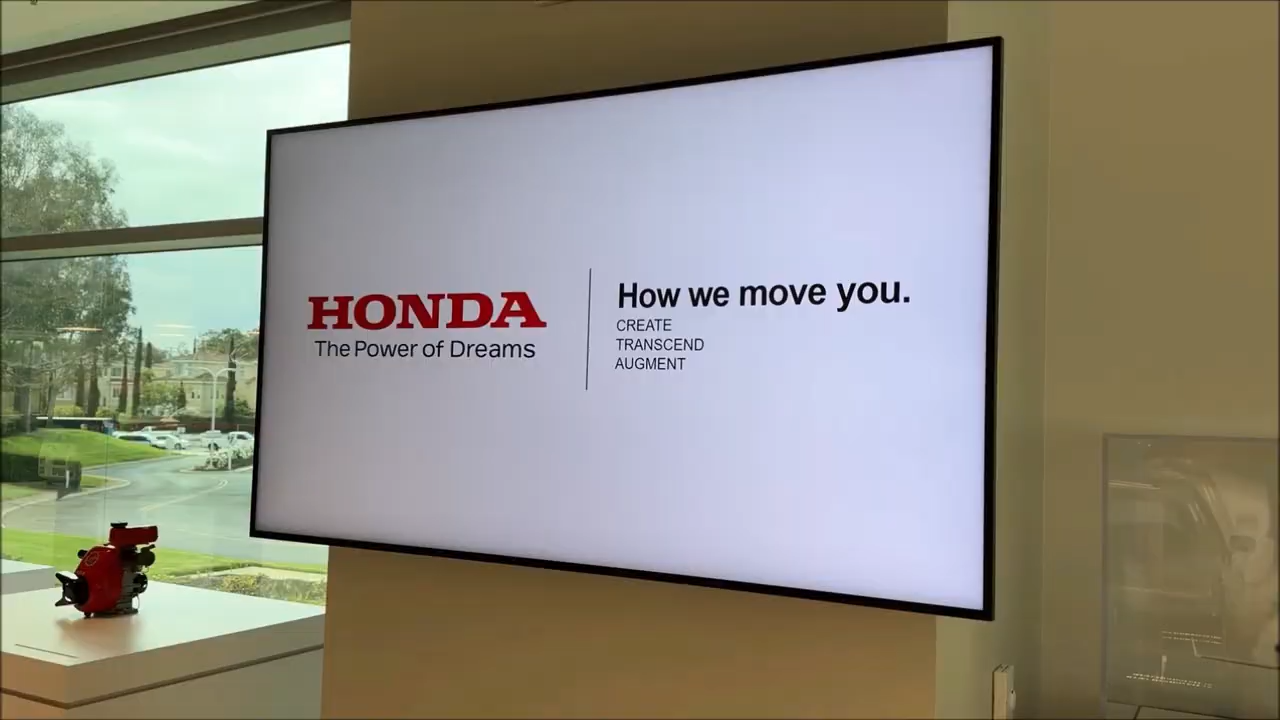 HONDA
The Power of Dreams
How we move you.
CREATE
TRANSCEND
AUGMENT